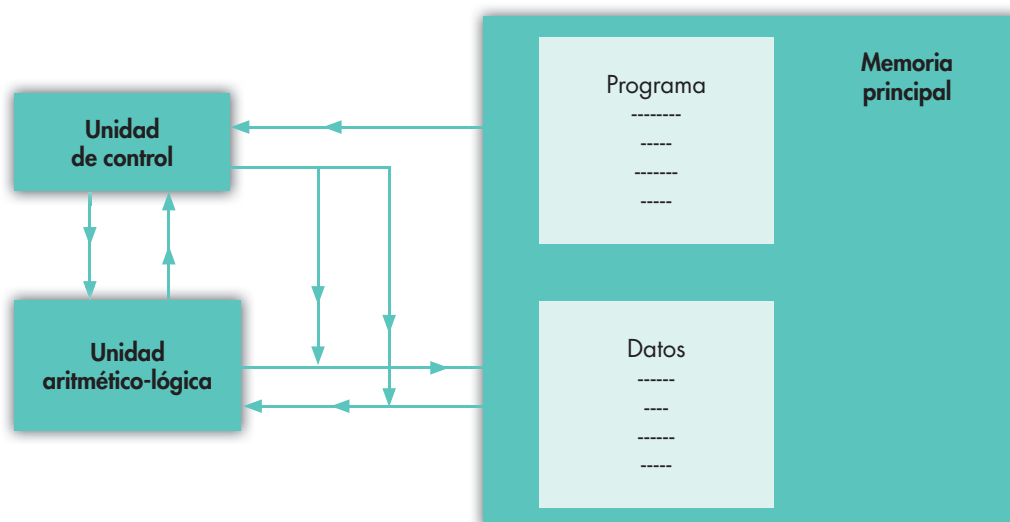 Unidad
de control
Unidad
aritmético-lógica
Programa
--------
-----
-------
-----
Datos
------
----
------
-----
Memoria
principal